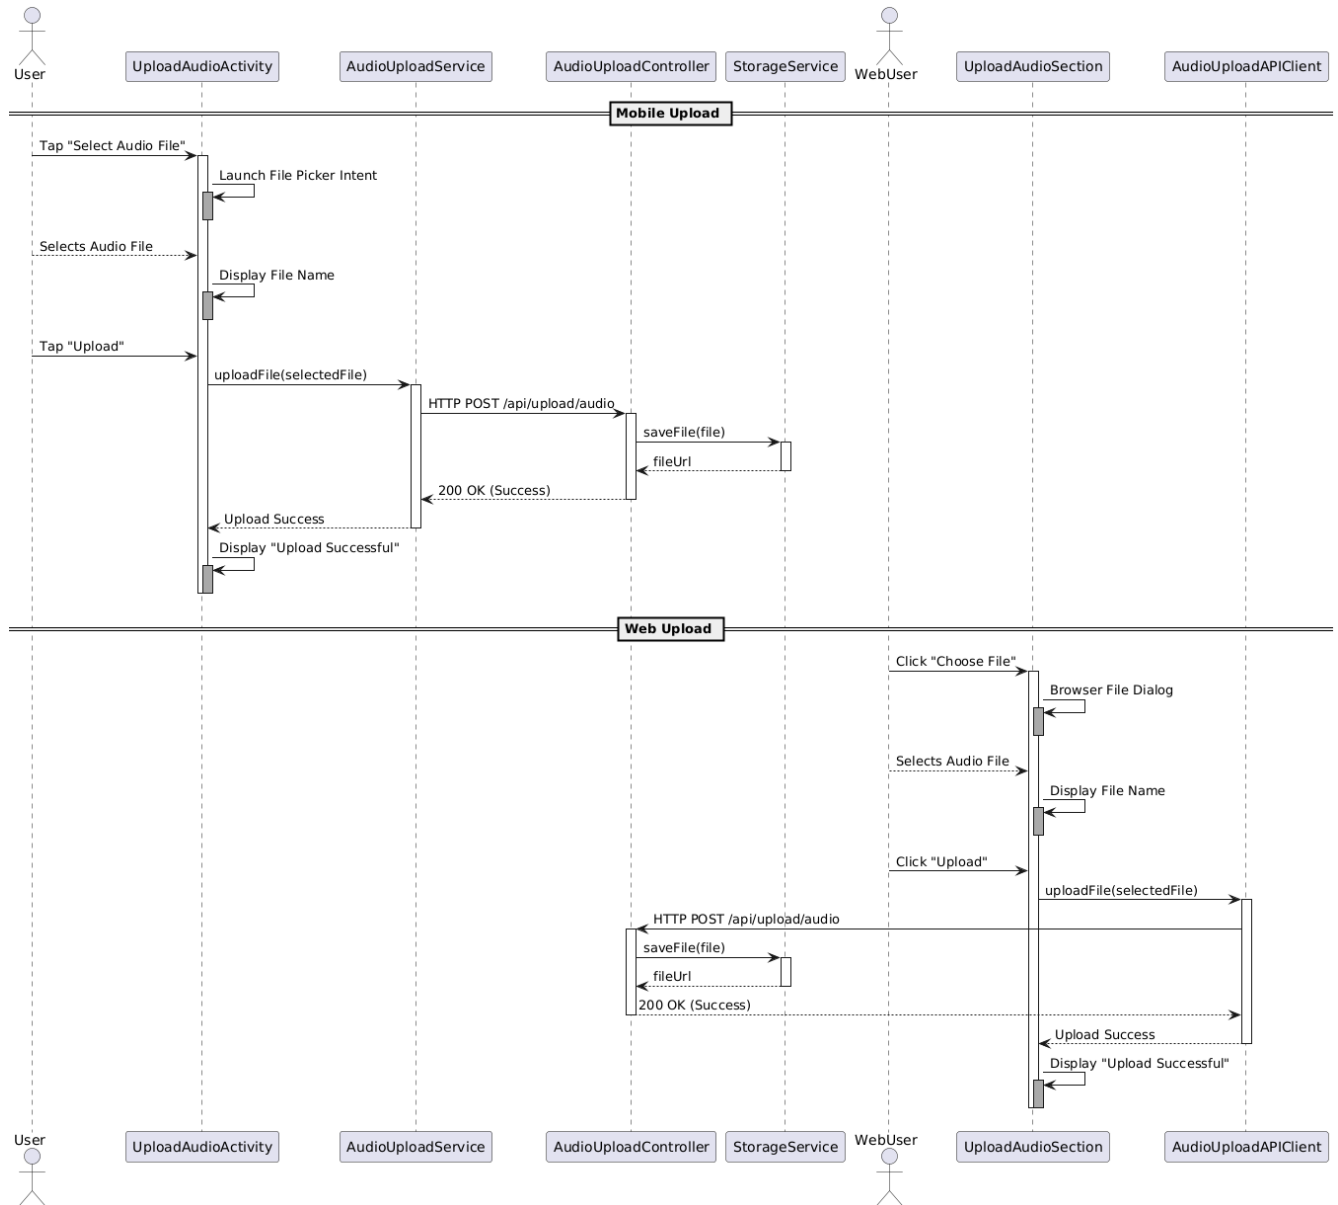 User
UploadAudioActivity
AudioUploadService
AudioUploadController
StorageService
WebUser
UploadAudioSection
AudioUploadAPIClient
Mobile Upload
Tap "Select Audio File"
Launch File Picker Intent
Selects Audio File
Display File Name
Tap "Upload"
uploadFile(selectedFile)
HTTP POST /api/upload/audio
saveFile(file)
fileUrl
200 OK (Success)
Upload Success
Display "Upload Successful"
Web Upload
Click "Choose File"
Browser File Dialog
Selects Audio File
Display File Name
Click "Upload"
uploadFile(selectedFile)
HTTP POST /api/upload/audio
saveFile(file)
fileUrl
200 OK (Success)
Upload Success
Display "Upload Successful"
User
UploadAudioActivity
AudioUploadService
AudioUploadController
StorageService
WebUser
UploadAudioSection
AudioUploadAPIClient